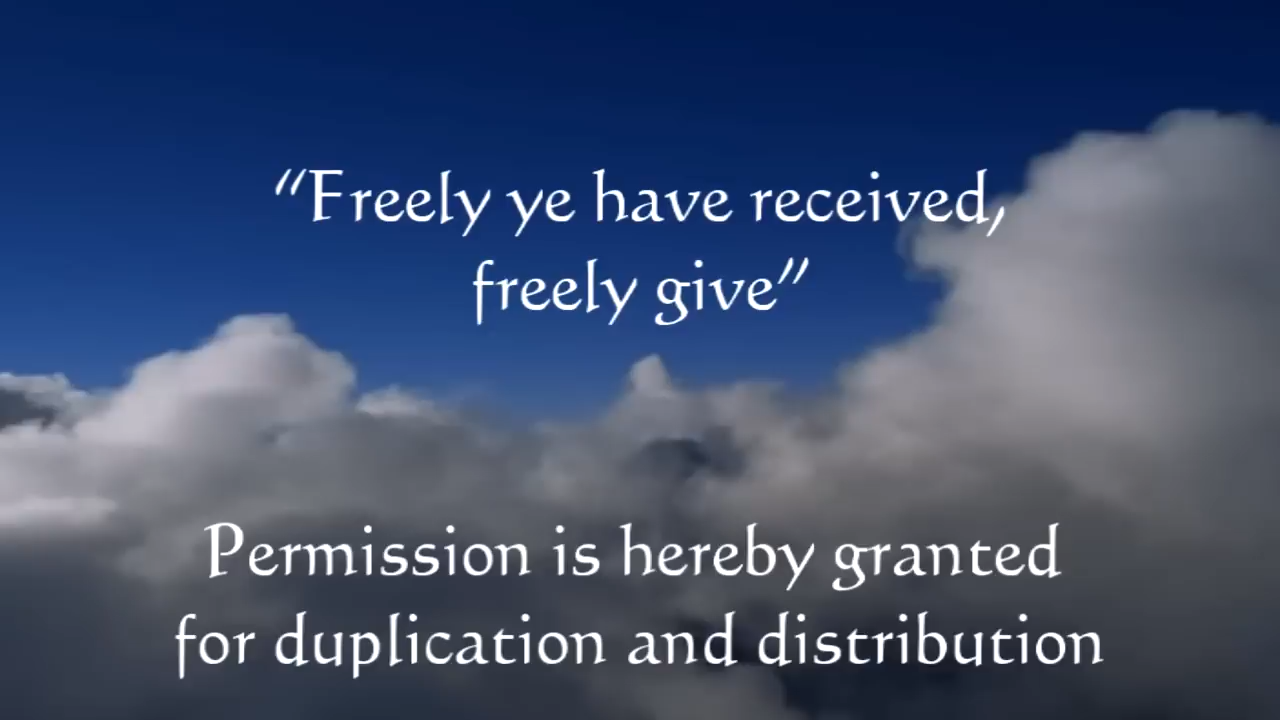 “Freely ye have received,
freely give”
Permission is hereby granted
for duplication and distribution